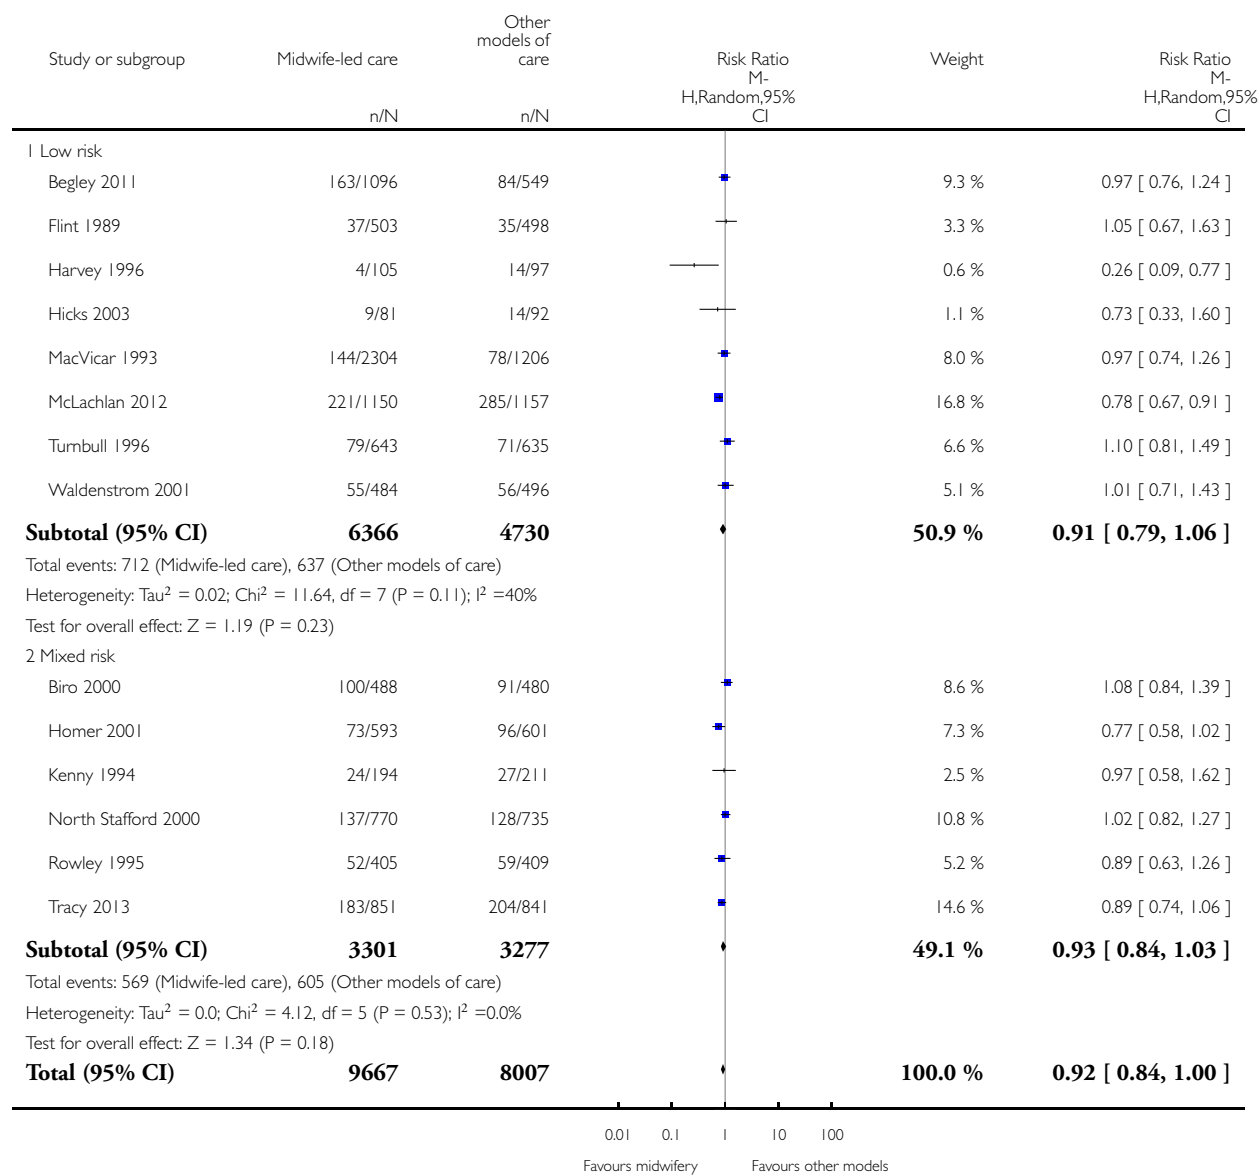 Other
models of
Study or subgroup Midwife-led care care Risk Ratio Weight Risk Ratio
M- M-
H,Random,95% H,Random,95%
n/N n/N CI CI
1 Low risk
Begley 2011 163/1096 84/549 9.3 % 0.97 [ 0.76, 1.24 ]
Flint 1989 37/503 35/498 3.3 % 1.05 [ 0.67, 1.63 ]
Harvey 1996 4/105 14/97 0.6 % 0.26 [ 0.09, 0.77 ]
Hicks 2003 9/81 14/92 1.1 % 0.73 [ 0.33, 1.60 ]
MacVicar 1993 144/2304 78/1206 8.0 % 0.97 [ 0.74, 1.26 ]
McLachlan 2012 221/1150 285/1157 16.8 % 0.78 [ 0.67, 0.91 ]
Turnbull 1996 79/643 71/635 6.6 % 1.10 [ 0.81, 1.49 ]
Waldenstrom 2001 55/484 56/496 5.1 % 1.01 [ 0.71, 1.43 ]
Subtotal (95% CI) 6366 4730 50.9 % 0.91 [ 0.79, 1.06 ]
Total events: 712 (Midwife-led care), 637 (Other models of care)
Heterogeneity: Tau² = 0.02; Chi² = 11.64, df = 7 (P = 0.11); I² =40%
Test for overall effect: Z = 1.19 (P = 0.23)
2 Mixed risk
Biro 2000 100/488 91/480 8.6 % 1.08 [ 0.84, 1.39 ]
Homer 2001 73/593 96/601 7.3 % 0.77 [ 0.58, 1.02 ]
Kenny 1994 24/194 27/211 2.5 % 0.97 [ 0.58, 1.62 ]
North Stafford 2000 137/770 128/735 10.8 % 1.02 [ 0.82, 1.27 ]
Rowley 1995 52/405 59/409 5.2 % 0.89 [ 0.63, 1.26 ]
Tracy 2013 183/851 204/841 14.6 % 0.89 [ 0.74, 1.06 ]
Subtotal (95% CI) 3301 3277 49.1 % 0.93 [ 0.84, 1.03 ]
Total events: 569 (Midwife-led care), 605 (Other models of care)
Heterogeneity: Tau² = 0.0; Chi² = 4.12, df = 5 (P = 0.53); I² =0.0%
Test for overall effect: Z = 1.34 (P = 0.18)
Total (95% CI) 9667 8007 100.0 % 0.92 [ 0.84, 1.00 ]
0.01 0.1 1 10 100
Favours midwifery Favours other models